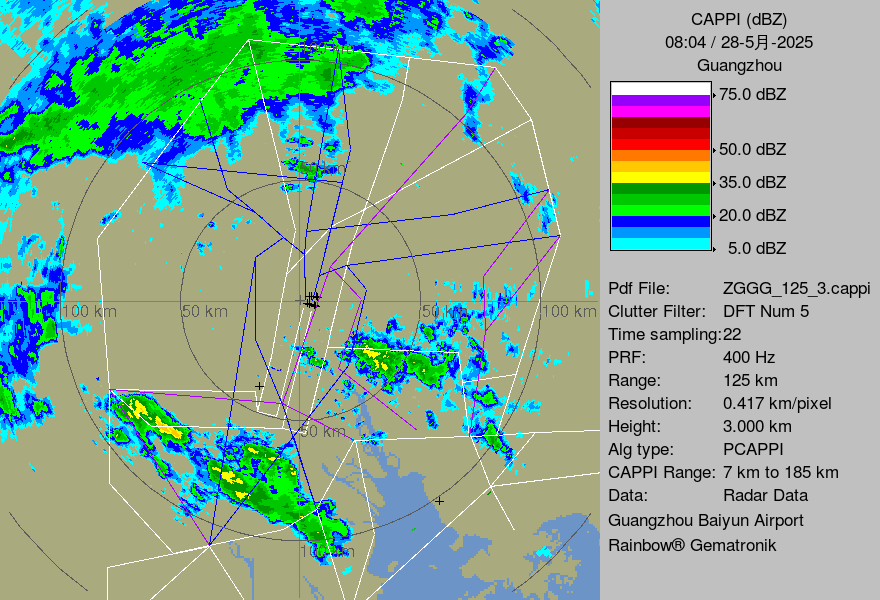 CAPPI (dBZ)
08:04 / 28-5月-2025
Guangzhou
75.0 dBZ
50.0 dBZ
35.0 dBZ
20.0 dBZ
5.0 dBZ
Pdf File: ZGGG_125_3.cappi
Clutter Filter: DFT Num 5
Time sampling:22
PRF: 400 Hz
Range: 125 km
Resolution: 0.417 km/pixel
Height: 3.000 km
Alg type: PCAPPI
CAPPI Range: 7 km to 185 km
Data: Radar Data
Guangzhou Baiyun Airport
Rainbow® Gematronik
100 km
50 km
50 km
100 km
50 km